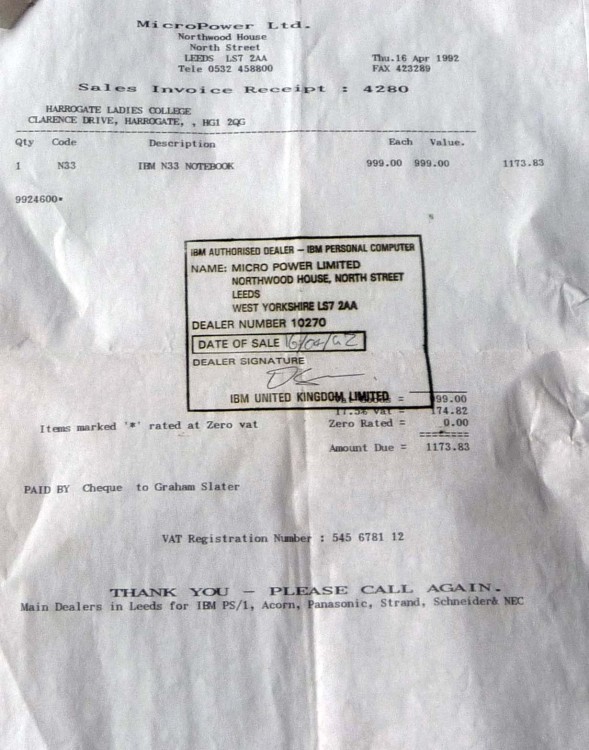 MicroPower Ltd.
Northwood House
North Street
LEEDS LS7 2AA Thu.16 Apr 1992
Tele 0532 458800 FAX 423289
Sales Invoice Receipt : 4280
HARROGATE LADIES COLLEGE
CLARENCE DRIVE, HARROGATE, , HG1 2QG
Qty Code Description Each Value.
1 N33 IBM N33 NOTEBOOK 999.00 999.00 1173.83
9924600*
IBM AUTHORISED DEALER – IBM PERSONAL COMPUTER
NAME: MICRO POWER LIMITED
NORTHWOOD HOUSE, NORTH STREET
LEEDS
WEST YORKSHIRE LS7 2AA
DEALER NUMBER 10270
DATE OF SALE 16/04/92
DEALER SIGNATURE
IBM UNITED KINGDOM LIMITED
= 999.00
17.5% Vat = 174.82
Items marked '*' rated at Zero vat Zero Rated = 0.00
Amount Due = 1173.83
PAID BY Cheque to Graham Slater
VAT Registration Number : 545 6781 12
THANK YOU - PLEASE CALL AGAIN.
Main Dealers in Leeds for IBM PS/1, Acorn, Panasonic, Strand, Schneider& NEC